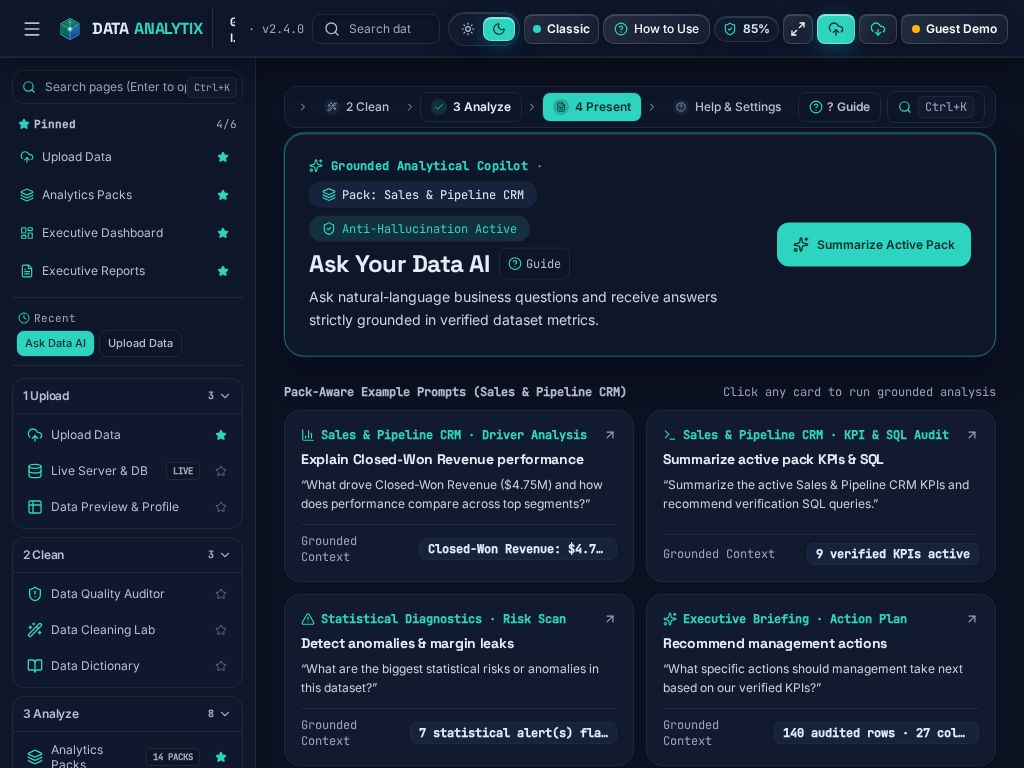 DATA ANALYTIX
· v2.4.0
Search dat
Classic
How to Use
85%
Guest Demo
Search pages (Enter to op
Ctrl+K
Pinned
4/6
Upload Data
Analytics Packs
Executive Dashboard
Executive Reports
Recent
Ask Data AI
Upload Data
1 Upload
3
Upload Data
Live Server & DB
LIVE
Data Preview & Profile
2 Clean
3
Data Quality Auditor
Data Cleaning Lab
Data Dictionary
3 Analyze
8
Analytics
Packs
14 PACKS
2 Clean
3 Analyze
4 Present
Help & Settings
? Guide
Ctrl+K
Grounded Analytical Copilot ·
Pack: Sales & Pipeline CRM
Anti-Hallucination Active
Ask Your Data AI
Guide
Ask natural-language business questions and receive answers
strictly grounded in verified dataset metrics.
Summarize Active Pack
Pack-Aware Example Prompts (Sales & Pipeline CRM)
Click any card to run grounded analysis
Sales & Pipeline CRM · Driver Analysis
Explain Closed-Won Revenue performance
“What drove Closed-Won Revenue ($4.75M) and how
does performance compare across top segments?”
Grounded
Context
Closed-Won Revenue: $4.7…
Sales & Pipeline CRM · KPI & SQL Audit
Summarize active pack KPIs & SQL
“Summarize the active Sales & Pipeline CRM KPIs and
recommend verification SQL queries.”
Grounded Context
9 verified KPIs active
Statistical Diagnostics · Risk Scan
Detect anomalies & margin leaks
“What are the biggest statistical risks or anomalies in
this dataset?”
Grounded
Context
7 statistical alert(s) fla…
Executive Briefing · Action Plan
Recommend management actions
“What specific actions should management take next
based on our verified KPIs?”
Grounded
Context
140 audited rows · 27 col…